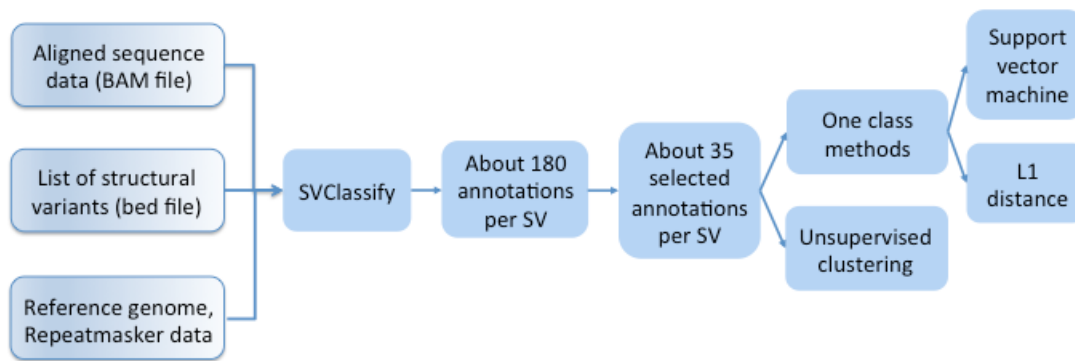 Aligned sequence
data (BAM file)
List of structural
variants (bed file)
Reference genome,
Repeatmasker data
SVClassify
About 180
annotations
per SV
About 35
selected
annotations
per SV
One class
methods
Unsupervised
clustering
Support
vector
machine
L1
distance